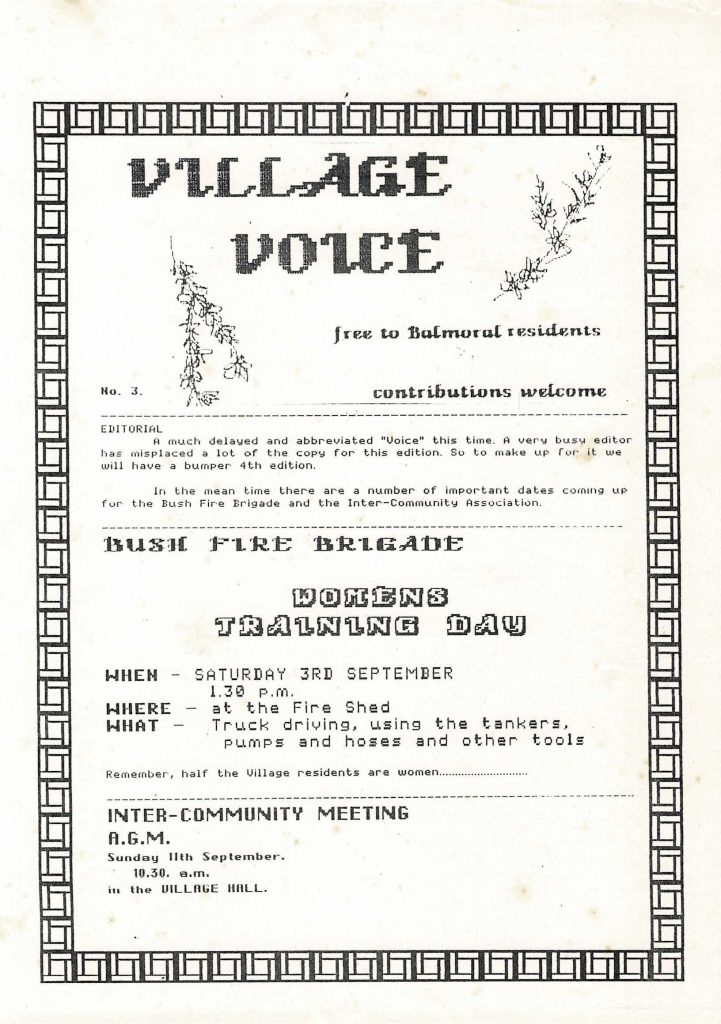 VILLAGE
VOICE
free to Balmoral residents
No. 3.
contributions welcome
EDITORIAL
A much delayed and abbreviated "Voice" this time. A very busy editor
has misplaced a lot of the copy for this edition. So to make up for it we
will have a bumper 4th edition.
In the mean time there are a number of important dates coming up
for the Bush Fire Brigade and the Inter-Community Association.
BUSH FIRE BRIGADE
WOMENS
TRAINING DAY
WHEN - SATURDAY 3RD SEPTEMBER
1.30 p.m.
WHERE - at the Fire Shed
WHAT - Truck driving, using the tankers,
pumps and hoses and other tools
Remember, half the Village residents are women............................
INTER-COMMUNITY MEETING
A.G.M.
Sunday 11th September.
10.30. a.m.
in the VILLAGE HALL.